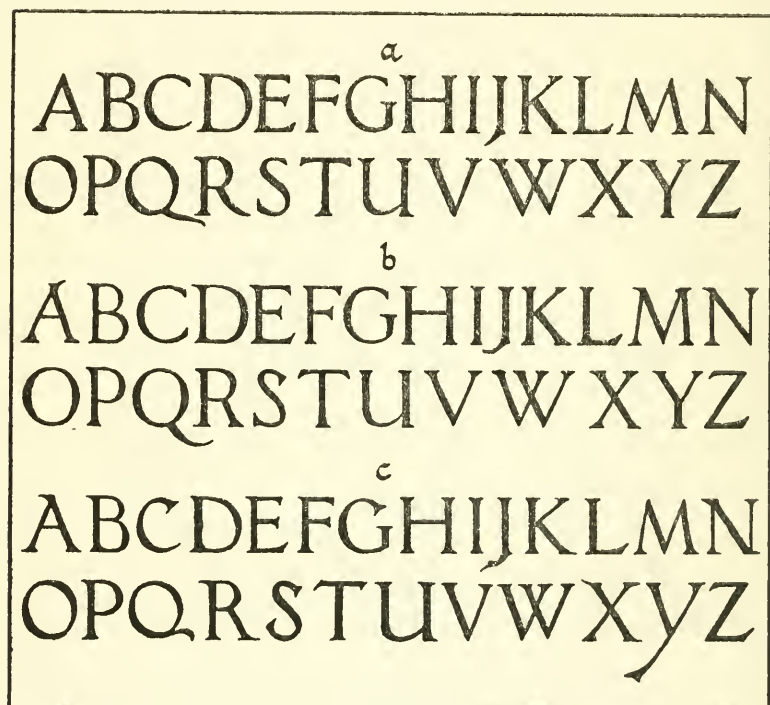 a
ABCDEFGHIJKLMN
OPQRSTUVWXYZ
b
ABCDEFGHIJKLMN
OPQRSTUVWXYZ
c
ABCDEFGHIJKLMN
OPQRSTUVWXyZ